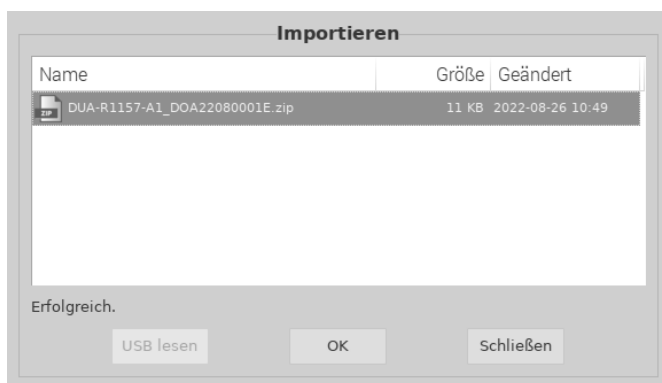 Importieren
Name Größe Geändert
ZIP DUA-R1157-A1_DOA22080001E.zip 11 KB 2022-08-26 10:49
Erfolgreich.
USB lesen OK Schließen